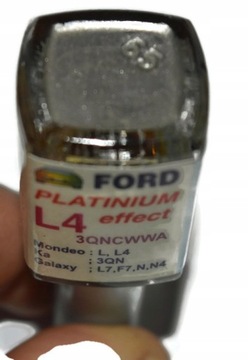 FORD
PLATINIUM
L4 effect
3QNCWWA
Mondeo : L, L4
Ka : 3QN
Galaxy : L7,F7,N,N4